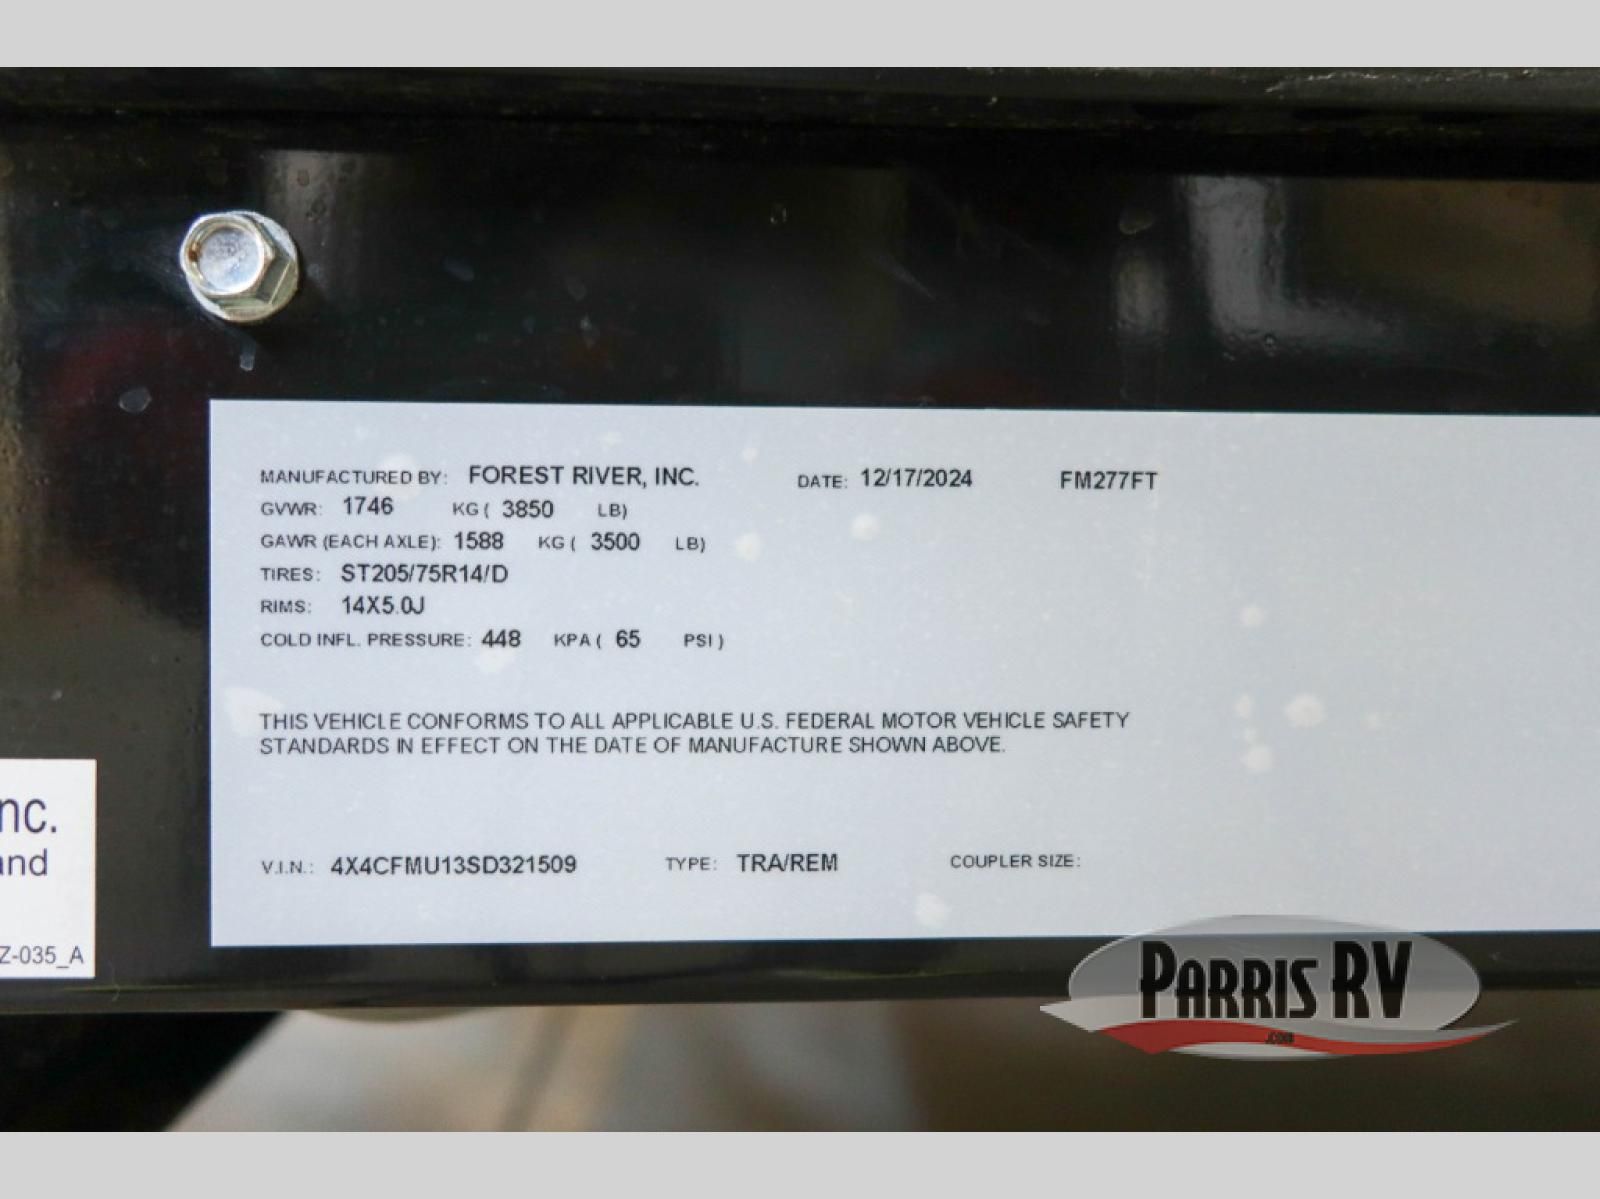 MANUFACTURED BY: FOREST RIVER, INC. DATE: 12/17/2024 FM277FT
GVWR: 1746 KG ( 3850 LB)
GAWR (EACH AXLE): 1588 KG ( 3500 LB)
TIRES: ST205/75R14/D
RIMS: 14X5.0J
COLD INFL. PRESSURE: 448 KPA ( 65 PSI )
THIS VEHICLE CONFORMS TO ALL APPLICABLE U.S. FEDERAL MOTOR VEHICLE SAFETY
STANDARDS IN EFFECT ON THE DATE OF MANUFACTURE SHOWN ABOVE.
V.I.N.: 4X4CFMU13SD321509 TYPE: TRA/REM COUPLER SIZE:
nc.
and
Z-035_A
PARRIS RV
.COM